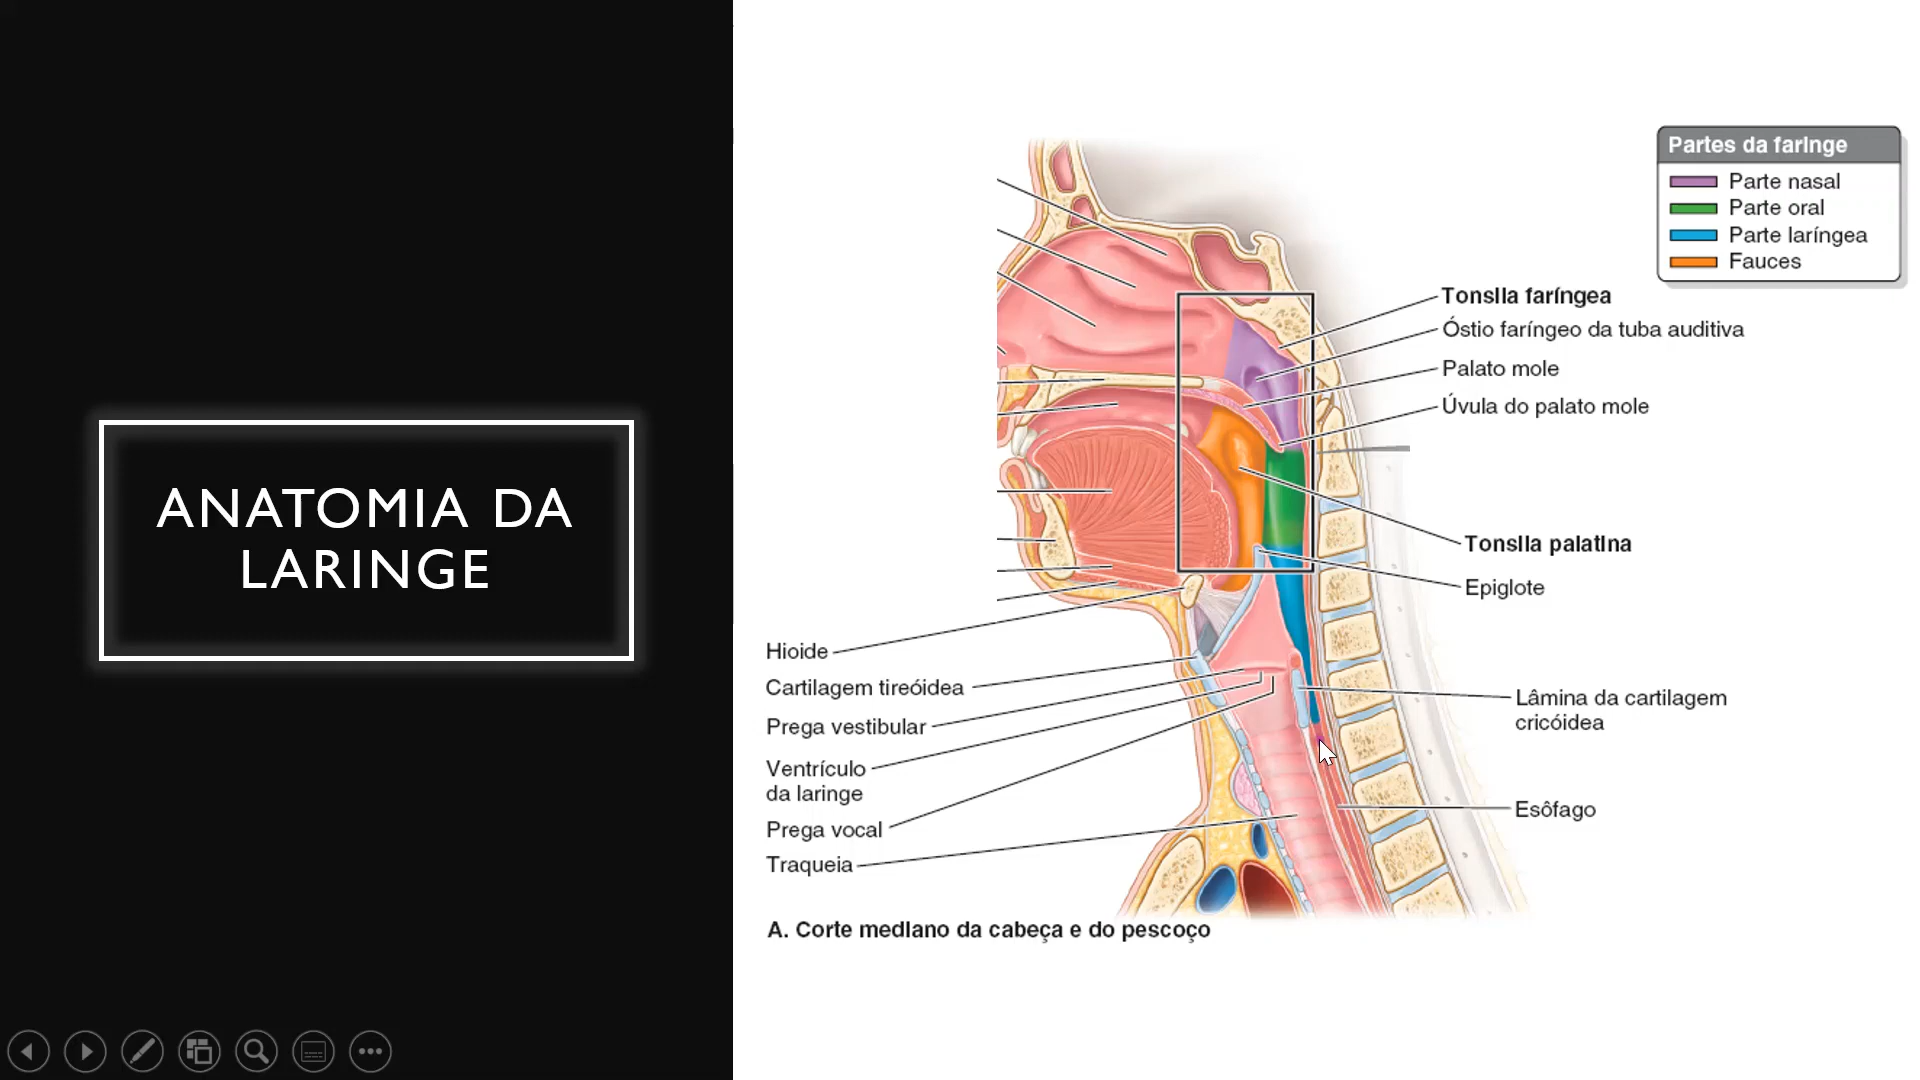 ANATOMIA DA
LARINGE
Partes da faringe
Parte nasal
Parte oral
Parte laríngea
Fauces
Tonsila faríngea
Óstio faríngeo da tuba auditiva
Palato mole
Úvula do palato mole
Tonsila palatina
Epiglote
Hioide
Cartilagem tireóidea
Prega vestibular
Ventrículo
da laringe
Prega vocal
Traqueia
Lâmina da cartilagem
cricóidea
Esôfago
A. Corte mediano da cabeça e do pescoço